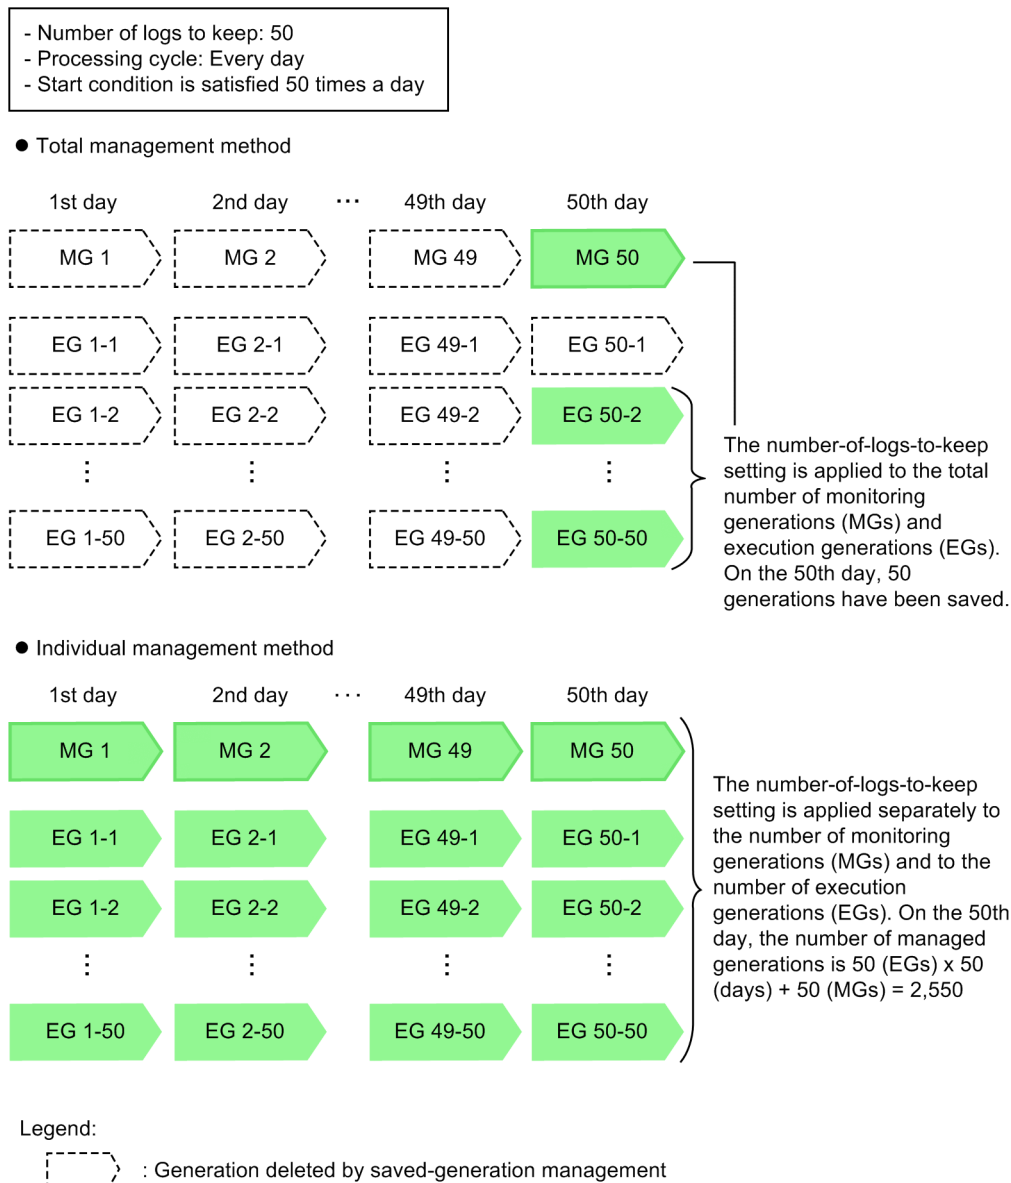 - Number of logs to keep: 50
- Processing cycle: Every day
- Start condition is satisfied 50 times a day
● Total management method
1st day 2nd day ··· 49th day 50th day
MG 1 MG 2 MG 49 MG 50
EG 1-1 EG 2-1 EG 49-1 EG 50-1
EG 1-2 EG 2-2 EG 49-2 EG 50-2
EG 1-50 EG 2-50 EG 49-50 EG 50-50
The number-of-logs-to-keep
setting is applied to the total
number of monitoring
generations (MGs) and
execution generations (EGs).
On the 50th day, 50
generations have been saved.
● Individual management method
1st day 2nd day ··· 49th day 50th day
MG 1 MG 2 MG 49 MG 50
EG 1-1 EG 2-1 EG 49-1 EG 50-1
EG 1-2 EG 2-2 EG 49-2 EG 50-2
EG 1-50 EG 2-50 EG 49-50 EG 50-50
The number-of-logs-to-keep
setting is applied separately to
the number of monitoring
generations (MGs) and to the
number of execution
generations (EGs). On the 50th
day, the number of managed
generations is 50 (EGs) x 50
(days) + 50 (MGs) = 2,550
Legend:
: Generation deleted by saved-generation management